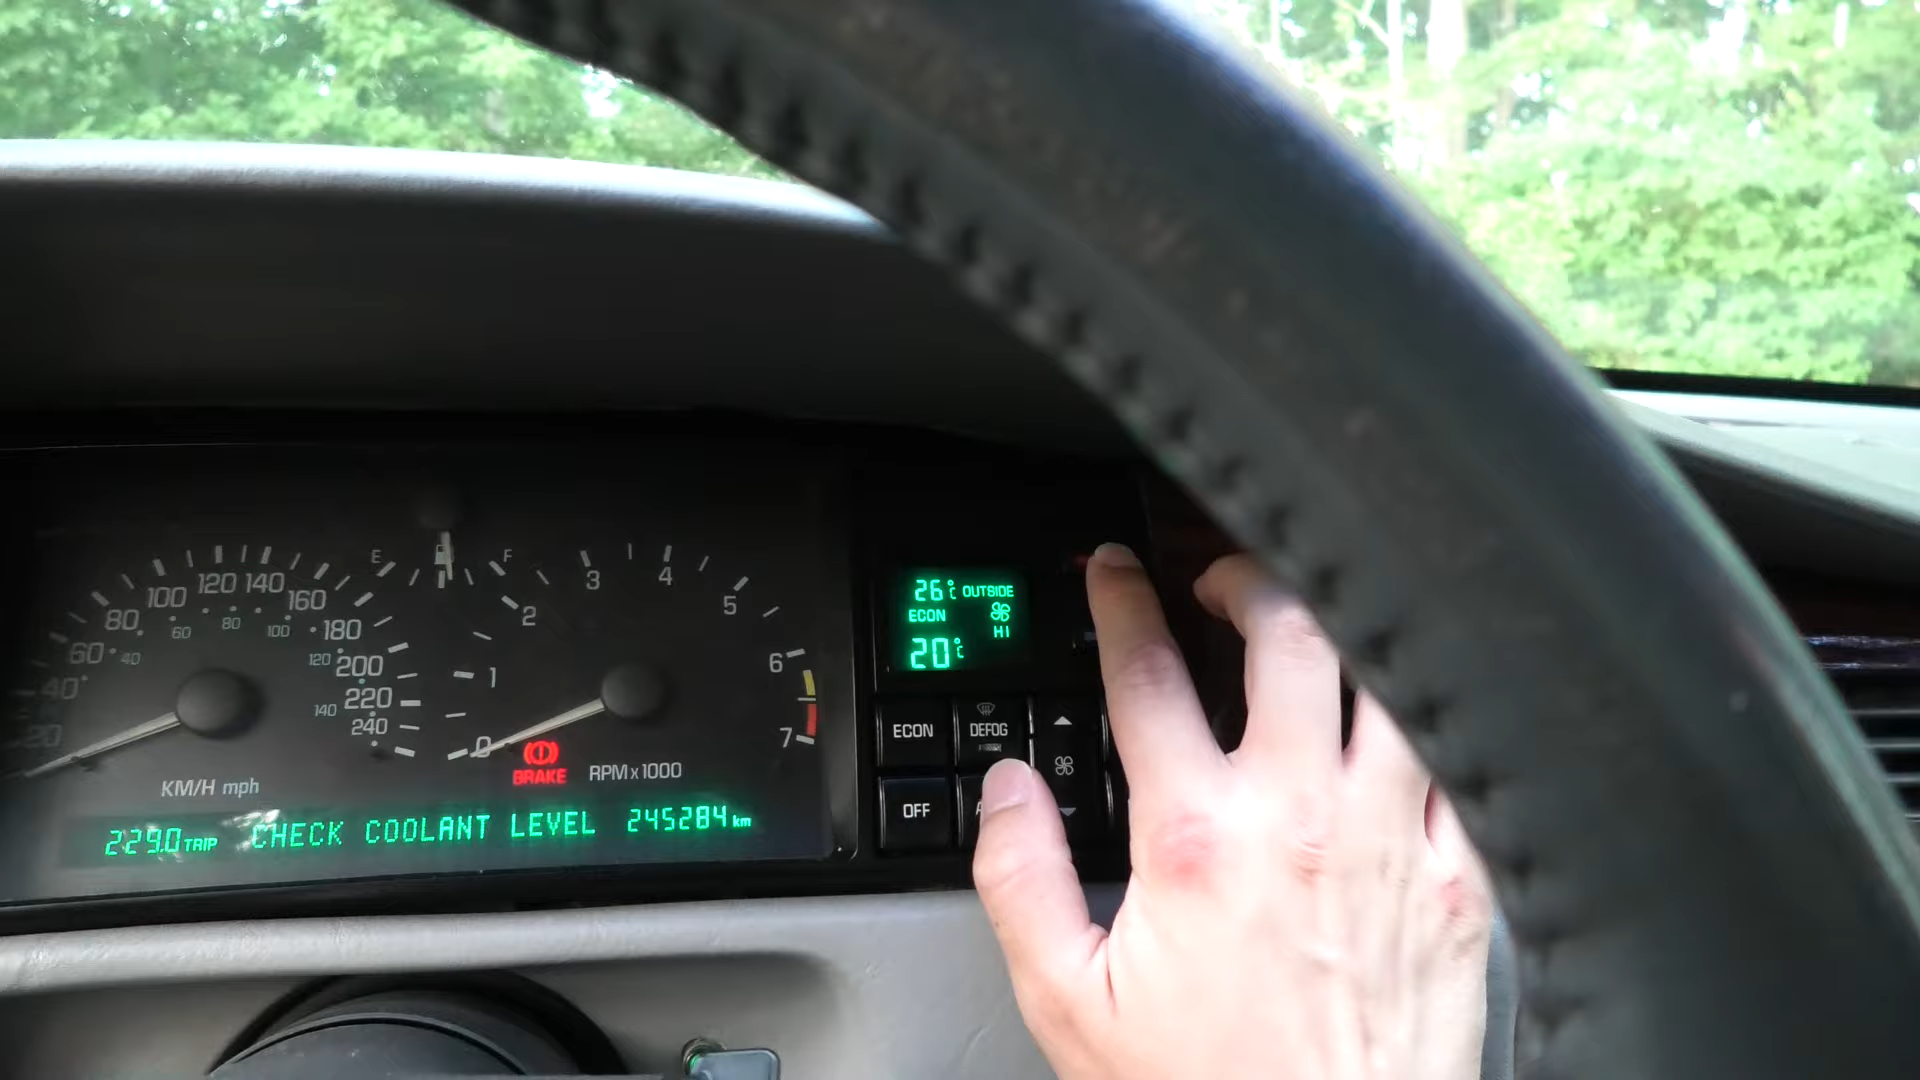 E F
20 40 60 80 100 120 140 160 180 200 220 240
40 60 80 100 120 140
KM/H mph
0 1 2 3 4 5 6 7
BRAKE
RPM x 1000
229.0 TRIP CHECK COOLANT LEVEL 245284 km
26°C OUTSIDE
ECON
HI
20°C
ECON
DEFOG
OFF